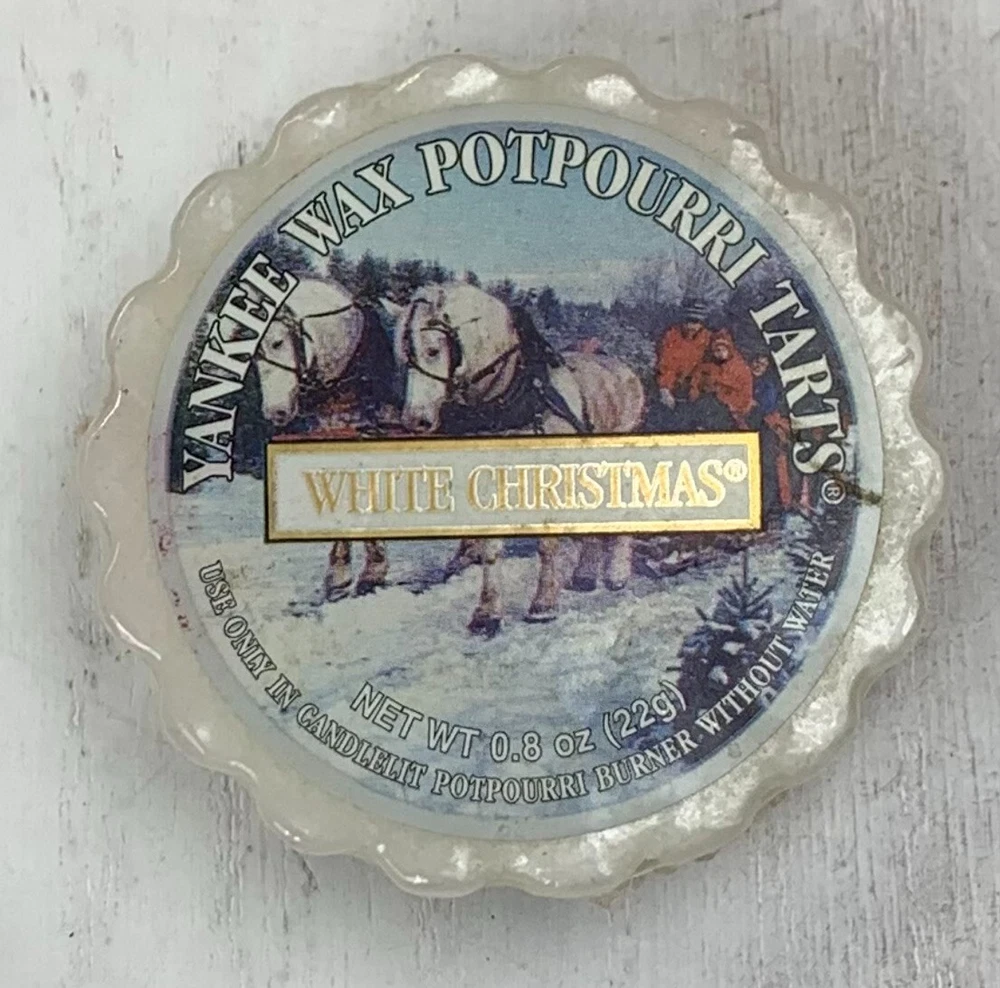 YANKEE WAX POTPOURRI TARTS®
WHITE CHRISTMAS®
NET WT 0.8 oz (22g)
USE ONLY IN CANDLELIT POTPOURRI BURNER WITHOUT WATER